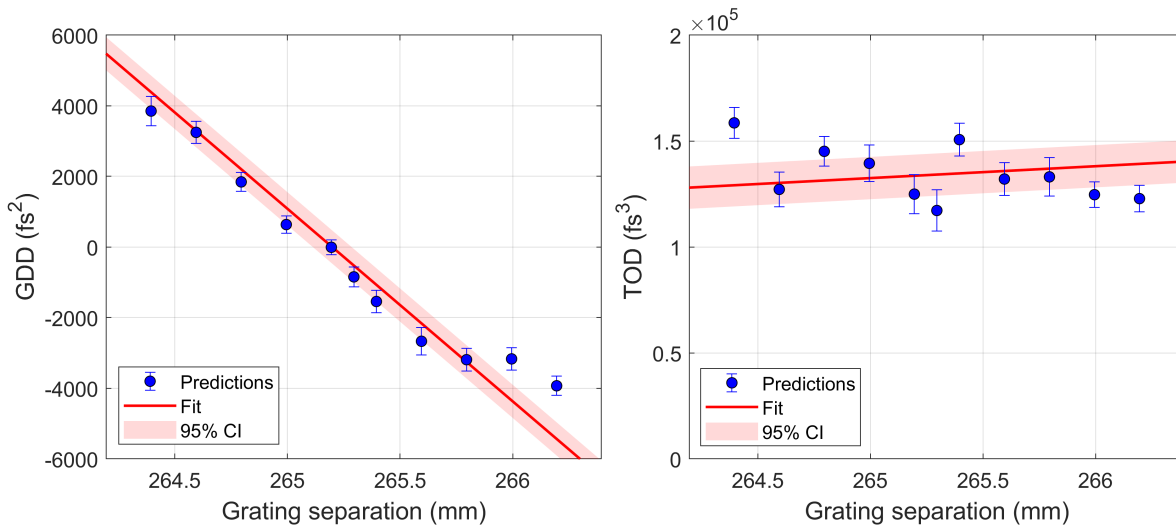 6000
4000
2000
0
-2000
-4000
-6000
GDD (fs²)
264.5
265
265.5
266
Grating separation (mm)
Predictions
Fit
95% CI
×10⁵
2
1.5
1
0.5
0
TOD (fs³)
264.5
265
265.5
266
Grating separation (mm)
Predictions
Fit
95% CI